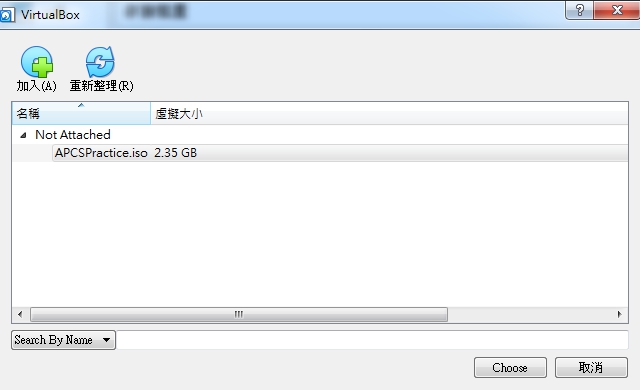 VirtualBox
加入(A)
重新整理(R)
名稱
虛擬大小
Not Attached
APCSPractice.iso 2.35 GB
Search By Name
Choose
取消